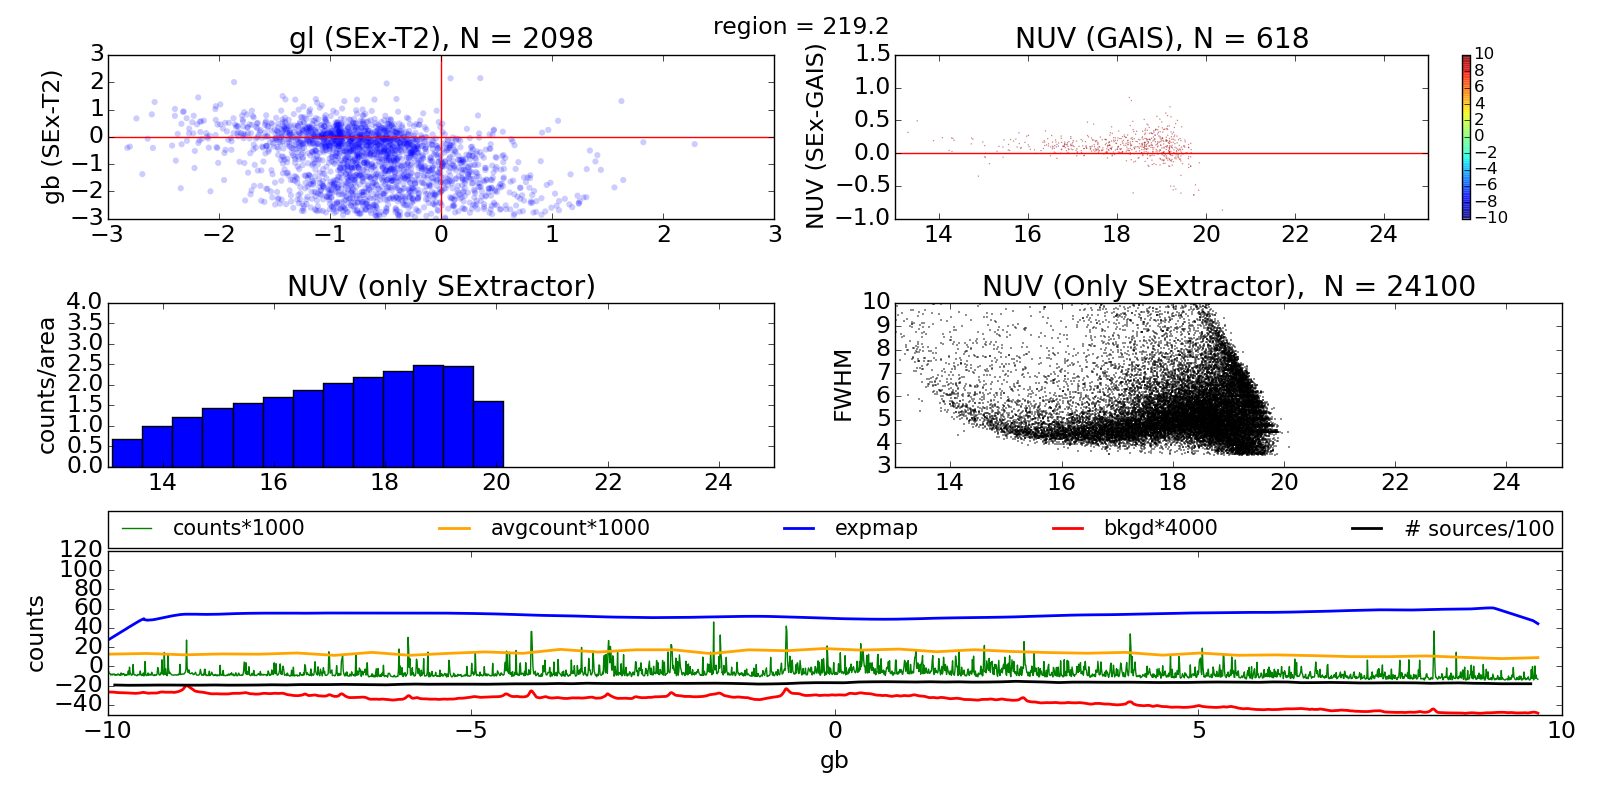 region = 219.2
gl (SEx-T2), N = 2098
NUV (GAIS), N = 618
gb (SEx-T2)
3
2
1
0
−1
−2
−3
−3 −2 −1 0 1 2 3
NUV (SEx-GAIS)
1.5
1.0
0.5
0.0
−0.5
−1.0
14 16 18 20 22 24
10
8
6
4
2
0
−2
−4
−6
−8
−10
NUV (only SExtractor)
counts/area
4.0
3.5
3.0
2.5
2.0
1.5
1.0
0.5
0.0
14 16 18 20 22 24
NUV (Only SExtractor), N = 24100
FWHM
10
9
8
7
6
5
4
3
14 16 18 20 22 24
counts*1000 avgcount*1000 expmap bkgd*4000 # sources/100
counts
120
100
80
60
40
20
0
−20
−40
−10 −5 0 5 10
gb